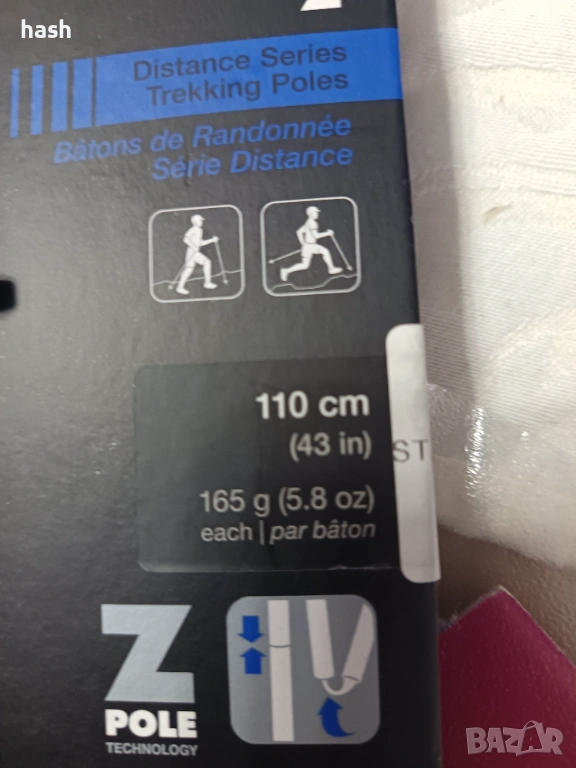 hash
Z
Distance Series
Trekking Poles
Bâtons de Randonnée
Série Distance
110 cm
(43 in)
165 g (5.8 oz)
each | par bâton
ST
Z
POLE
TECHNOLOGY
BAZAR